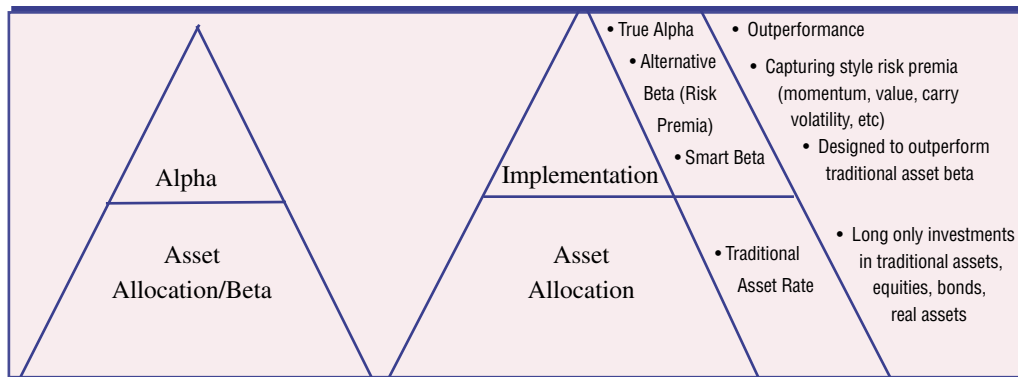 Alpha
Asset
Allocation/Beta
Implementation
Asset
Allocation
• True Alpha
• Alternative
Beta (Risk
Premia)
• Smart Beta
• Traditional
Asset Rate
• Outperformance
• Capturing style risk premia
(momentum, value, carry
volatility, etc)
• Designed to outperform
traditional asset beta
• Long only investments
in traditional assets,
equities, bonds,
real assets